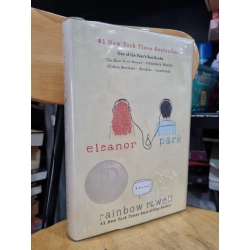 #1 New York Times Bestseller
One of the Year's Best Books
eleanor
&
park
a novel
rainbow rowell
#1 New York Times Bestselling Author